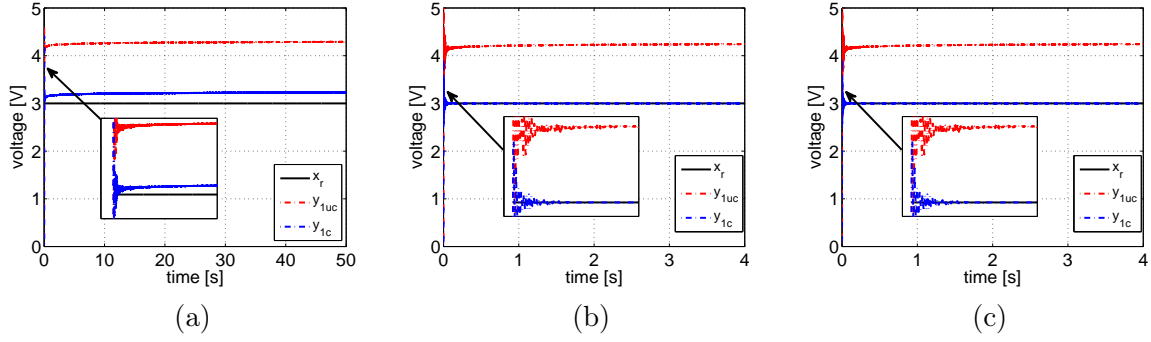 5
4
3
2
1
0
voltage [V]
0 10 20 30 40 50
time [s]
x_r
y_1uc
y_1c
(a)
5
4
3
2
1
0
voltage [V]
0 1 2 3 4
time [s]
x_r
y_1uc
y_1c
(b)
5
4
3
2
1
0
voltage [V]
0 1 2 3 4
time [s]
x_r
y_1uc
y_1c
(c)